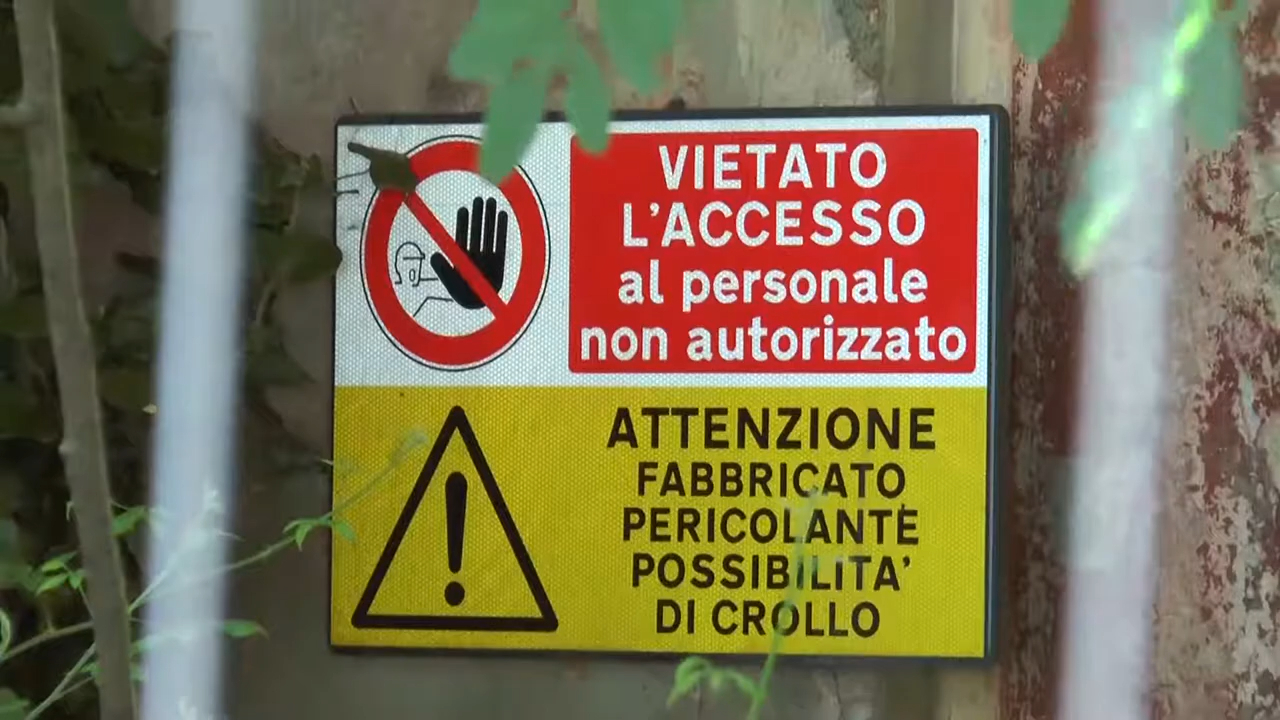 VIETATO
L'ACCESSO
al personale
non autorizzato
ATTENZIONE
FABBRICATO
PERICOLANTE
POSSIBILITA'
DI CROLLO